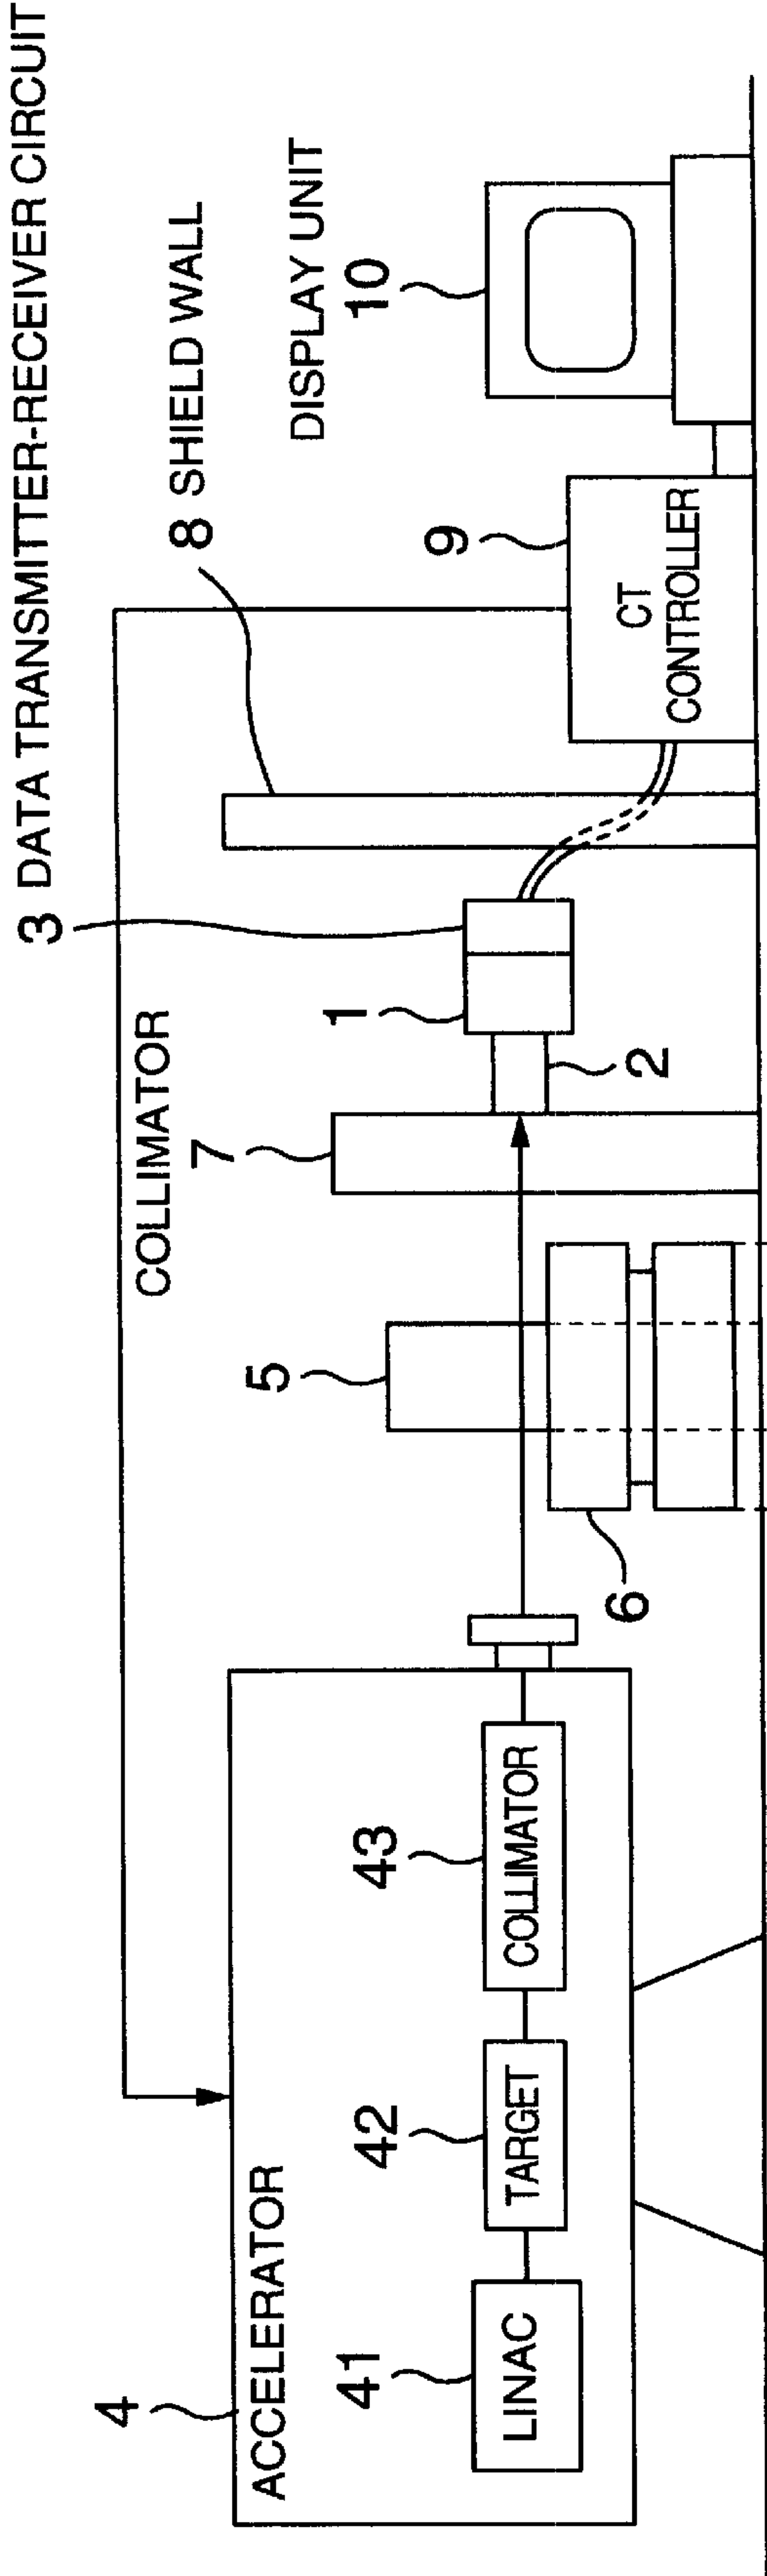 3 DATA TRANSMITTER-RECEIVER CIRCUIT
8 SHIELD WALL
DISPLAY UNIT
10
COLLIMATOR
7
9
CT
CONTROLLER
1
2
5
6
4
ACCELERATOR
41
LINAC
42
TARGET
43
COLLIMATOR